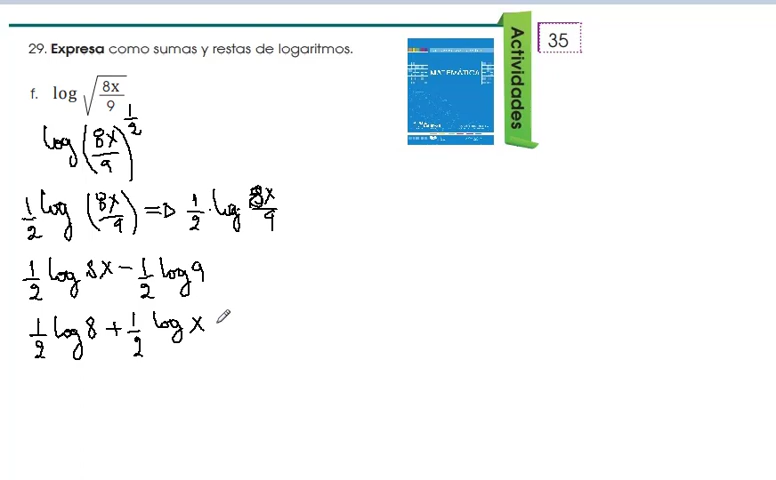 29. Expresa como sumas y restas de logaritmos.
f. log √(8x/9)
log (8x/9)^(1/2)
1/2 log (8x/9) ⇒ 1/2 · log 8x/9
1/2 log 8x − 1/2 log 9
1/2 log 8 + 1/2 log x
MATEMÁTICA
Actividades
35